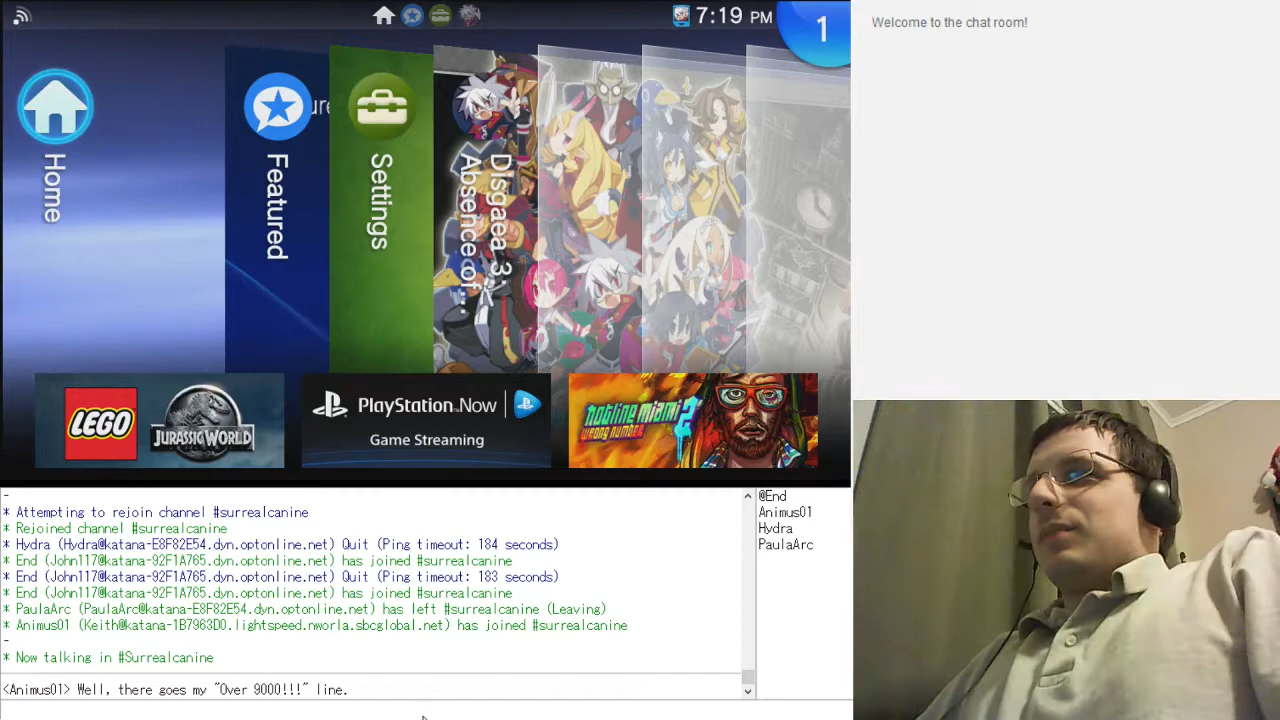 7:19 PM
1
Home
Featured
Settings
Disgaea 3
Absence of...
LEGO
JURASSIC WORLD
PlayStation Now
Game Streaming
hotline miami 2
wrong number
Welcome to the chat room!
-
* Attempting to rejoin channel #surrealcanine
* Rejoined channel #surrealcanine
* Hydra (Hydra@katana-E8F82E54.dyn.optonline.net) Quit (Ping timeout: 184 seconds)
* End (John117@katana-92F1A765.dyn.optonline.net) has joined #surrealcanine
* End (John117@katana-92F1A765.dyn.optonline.net) Quit (Ping timeout: 183 seconds)
* End (John117@katana-92F1A765.dyn.optonline.net) has joined #surrealcanine
* PaulaArc (PaulaArc@katana-E8F82E54.dyn.optonline.net) has left #surrealcanine (Leaving)
* Animus01 (Keith@katana-1B7963D0.lightspeed.nworla.sbcglobal.net) has joined #surrealcanine
-
* Now talking in #Surrealcanine
<Animus01> Well, there goes my "Over 9000!!!" line.
@End
Animus01
Hydra
PaulaArc